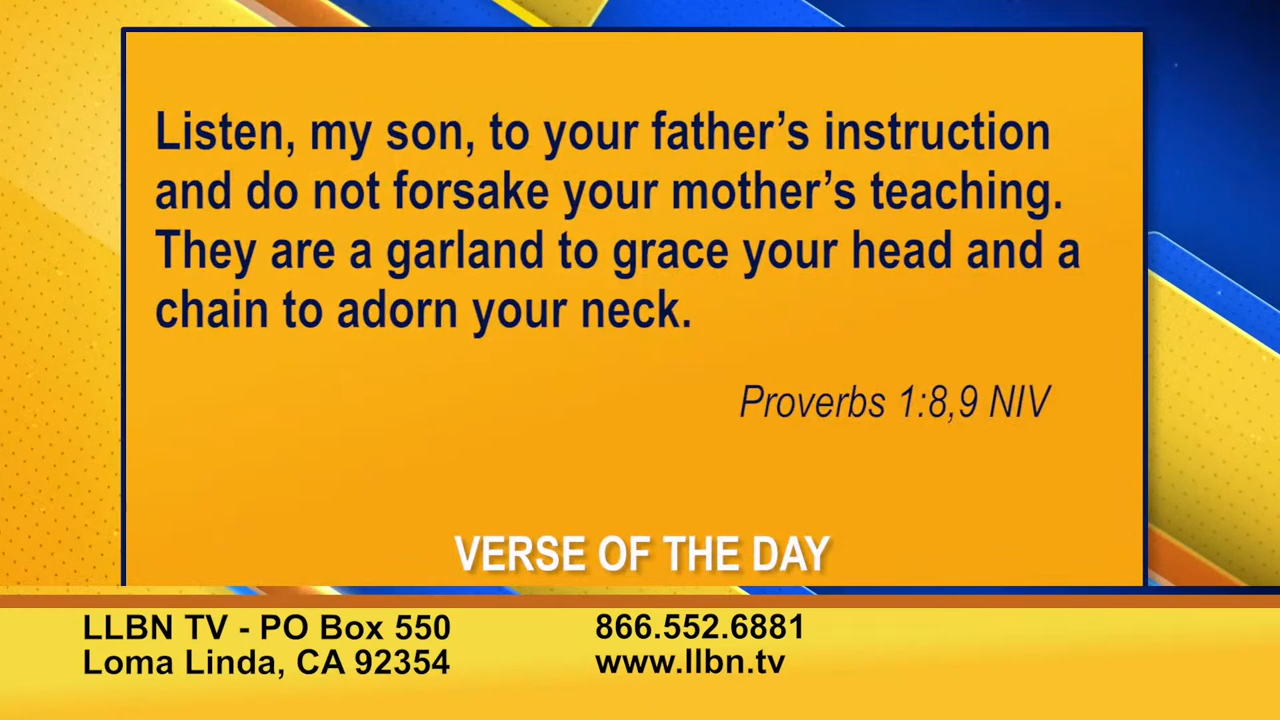 Listen, my son, to your father’s instruction
and do not forsake your mother’s teaching.
They are a garland to grace your head and a
chain to adorn your neck.
Proverbs 1:8,9 NIV
VERSE OF THE DAY
LLBN TV - PO Box 550
Loma Linda, CA 92354
866.552.6881
www.llbn.tv